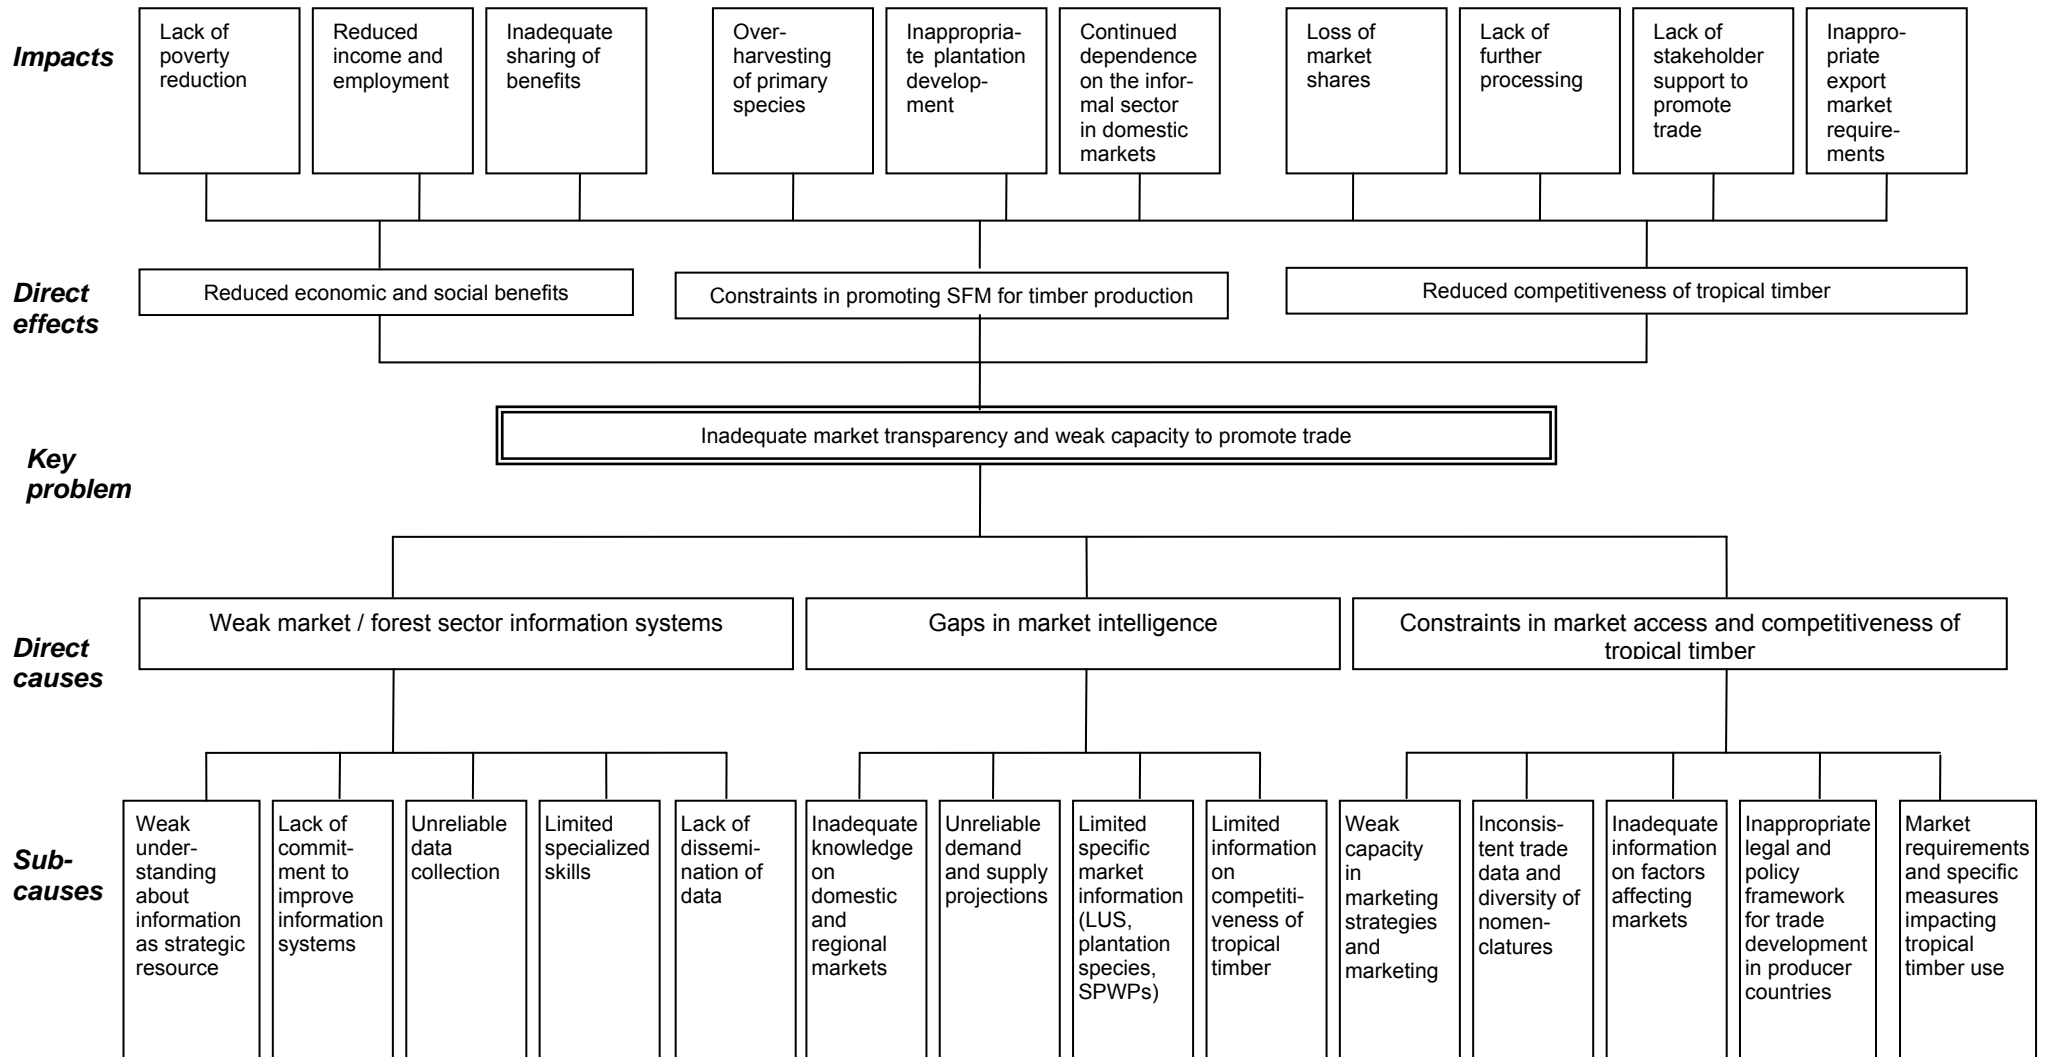 Impacts
Lack of
poverty
reduction
Reduced
income and
employment
Inadequate
sharing of
benefits
Over-
harvesting
of primary
species
Inappropria-
te plantation
develop-
ment
Continued
dependence
on the infor-
mal sector
in domestic
markets
Loss of
market
shares
Lack of
further
processing
Lack of
stakeholder
support to
promote
trade
Inappro-
priate
export
market
require-
ments
Direct
effects
Reduced economic and social benefits
Constraints in promoting SFM for timber production
Reduced competitiveness of tropical timber
Key
problem
Inadequate market transparency and weak capacity to promote trade
Direct
causes
Weak market / forest sector information systems
Gaps in market intelligence
Constraints in market access and competitiveness of
tropical timber
Sub-
causes
Weak
under-
standing
about
information
as strategic
resource
Lack of
commit-
ment to
improve
information
systems
Unreliable
data
collection
Limited
specialized
skills
Lack of
dissemi-
nation of
data
Inadequate
knowledge
on
domestic
and
regional
markets
Unreliable
demand
and supply
projections
Limited
specific
market
information
(LUS,
plantation
species,
SPWPs)
Limited
information
on
competiti-
veness of
tropical
timber
Weak
capacity
in
marketing
strategies
and
marketing
Inconsis-
tent trade
data and
diversity of
nomen-
clatures
Inadequate
information
on factors
affecting
markets
Inappropriate
legal and
policy
framework
for trade
development
in producer
countries
Market
requirements
and specific
measures
impacting
tropical
timber use